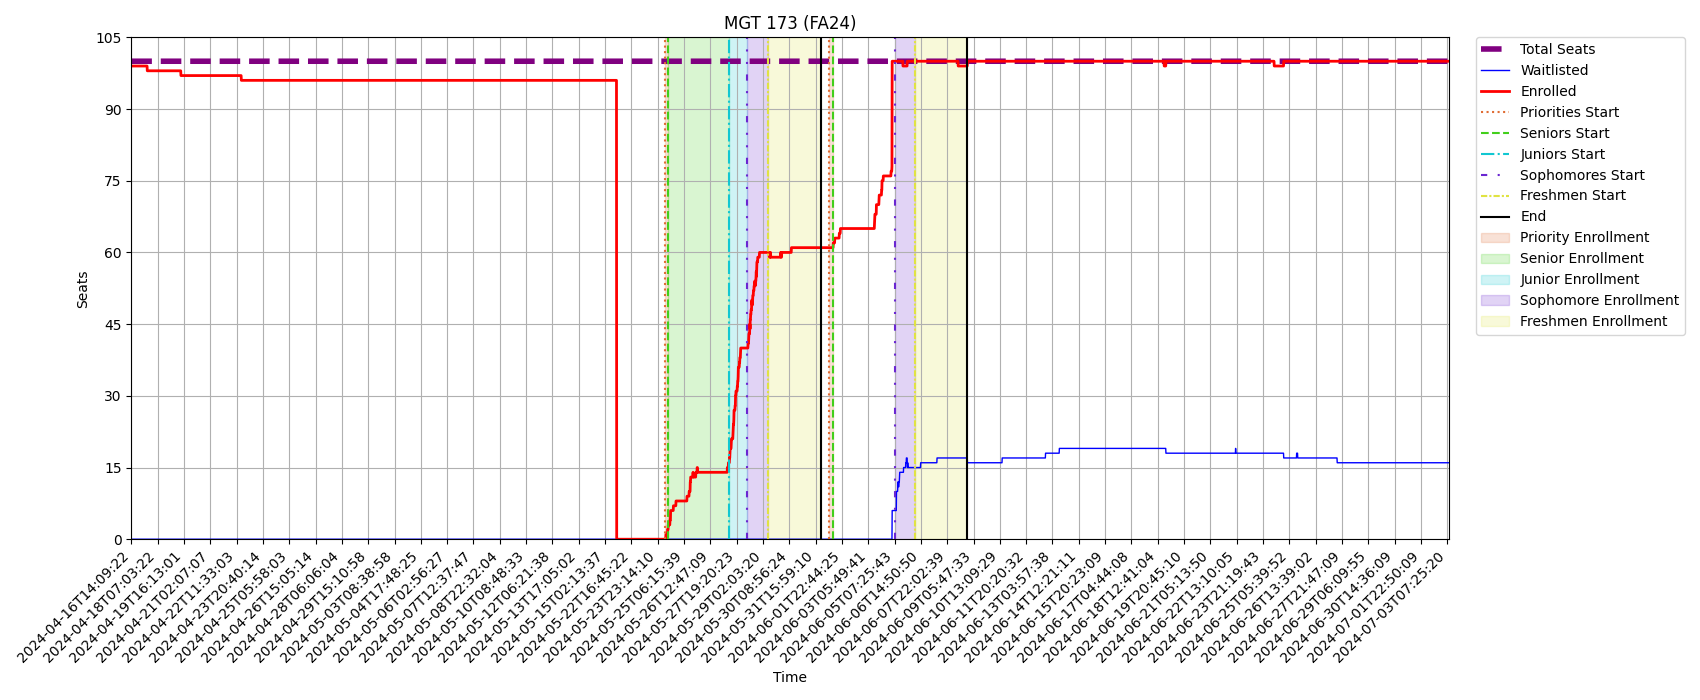 MGT 173 (FA24)
105
90
75
60
45
30
15
0
Seats
2024-04-16T14:09:22
2024-04-18T07:03:22
2024-04-19T16:13:01
2024-04-21T02:07:07
2024-04-22T11:33:03
2024-04-23T20:40:14
2024-04-25T05:58:03
2024-04-26T15:05:14
2024-04-28T06:06:04
2024-04-29T15:10:58
2024-05-03T08:38:58
2024-05-04T17:48:25
2024-05-06T02:56:27
2024-05-07T12:37:47
2024-05-08T22:32:04
2024-05-10T08:48:33
2024-05-12T06:21:38
2024-05-13T17:05:02
2024-05-15T02:13:37
2024-05-22T16:45:22
2024-05-23T23:14:10
2024-05-25T06:15:39
2024-05-26T12:47:09
2024-05-27T19:20:23
2024-05-29T02:03:20
2024-05-30T08:56:24
2024-05-31T15:59:10
2024-06-01T22:44:25
2024-06-03T05:49:41
2024-06-05T07:25:43
2024-06-06T14:50:50
2024-06-07T22:02:39
2024-06-09T05:47:33
2024-06-10T13:09:29
2024-06-11T20:20:32
2024-06-13T03:57:38
2024-06-14T12:21:11
2024-06-15T20:23:09
2024-06-17T04:44:08
2024-06-18T12:41:04
2024-06-19T20:45:10
2024-06-21T05:13:50
2024-06-22T13:10:05
2024-06-23T21:19:43
2024-06-25T05:39:52
2024-06-26T13:39:02
2024-06-27T21:47:09
2024-06-29T06:09:55
2024-06-30T14:36:09
2024-07-01T22:50:09
2024-07-03T07:25:20
Time
Total Seats
Waitlisted
Enrolled
Priorities Start
Seniors Start
Juniors Start
Sophomores Start
Freshmen Start
End
Priority Enrollment
Senior Enrollment
Junior Enrollment
Sophomore Enrollment
Freshmen Enrollment